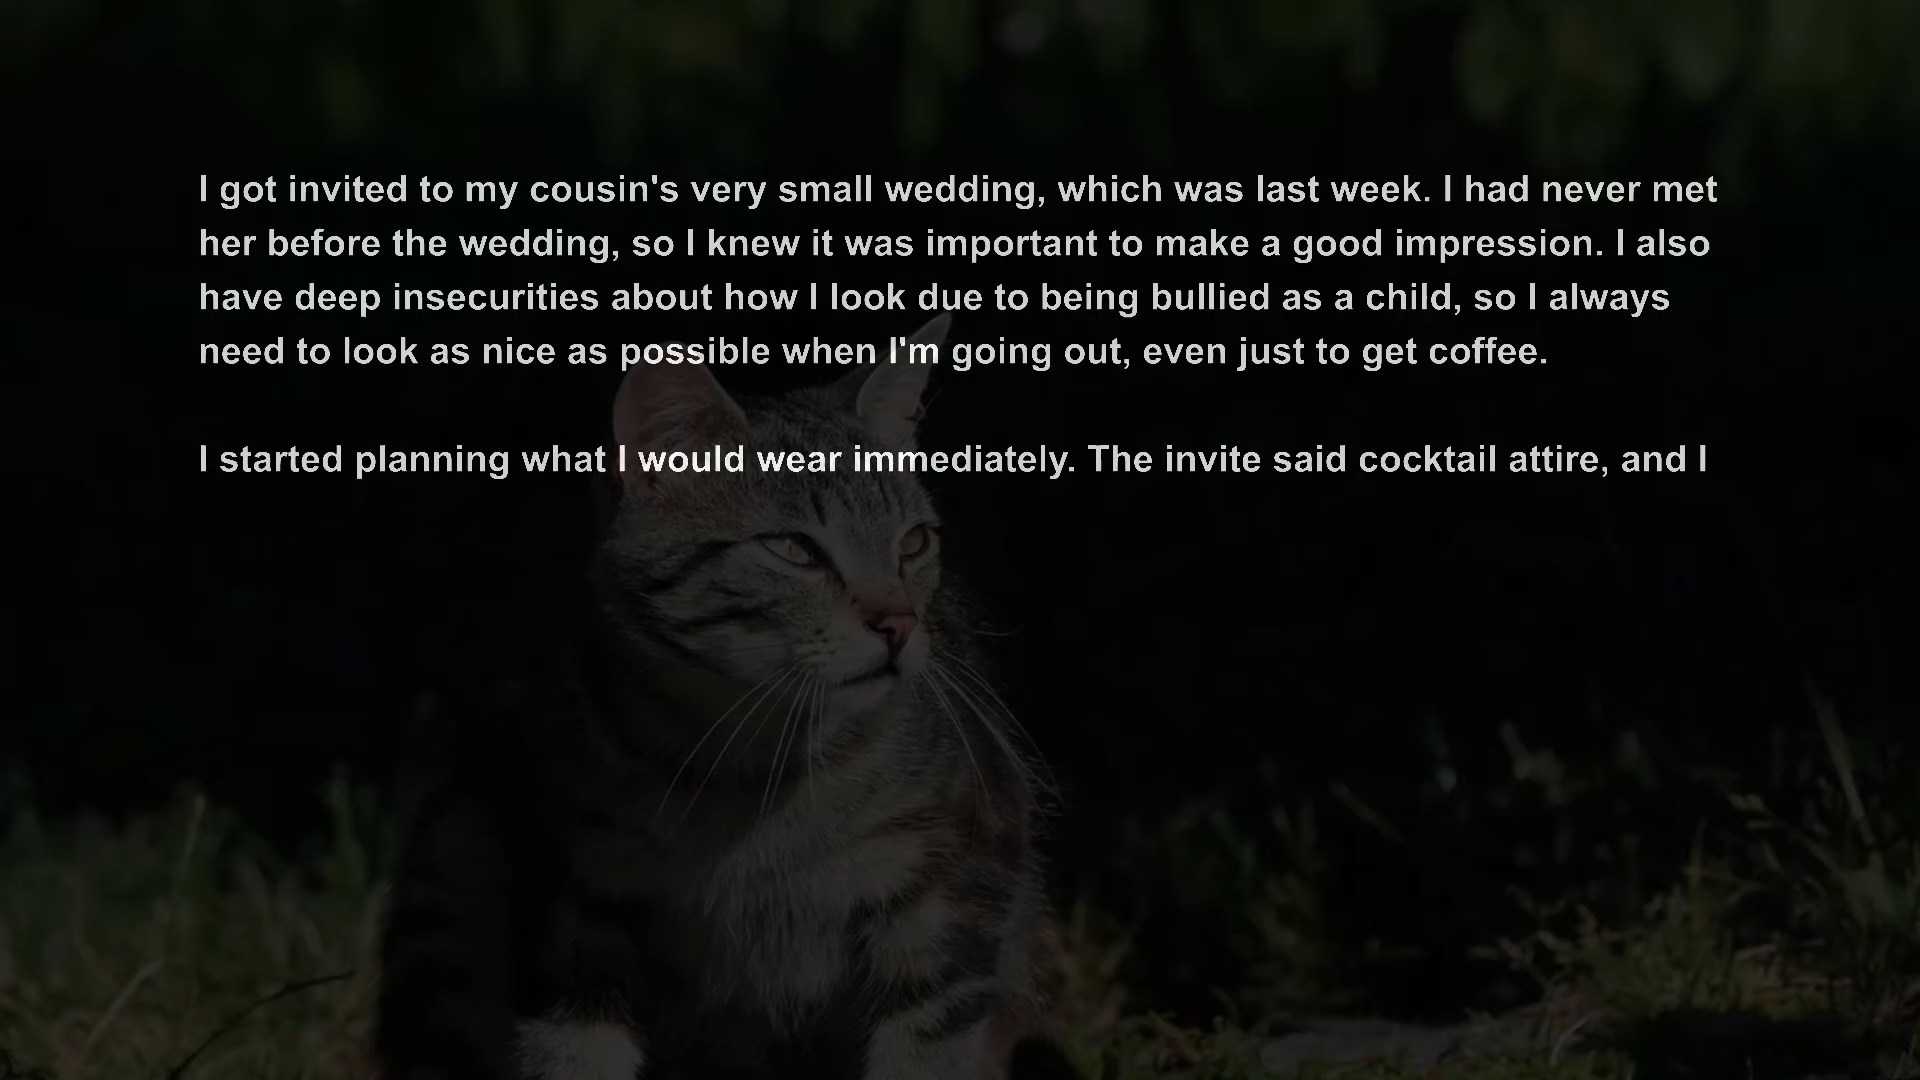 I got invited to my cousin's very small wedding, which was last week. I had never met
her before the wedding, so I knew it was important to make a good impression. I also
have deep insecurities about how I look due to being bullied as a child, so I always
need to look as nice as possible when I'm going out, even just to get coffee.
I started planning what I would wear immediately. The invite said cocktail attire, and I